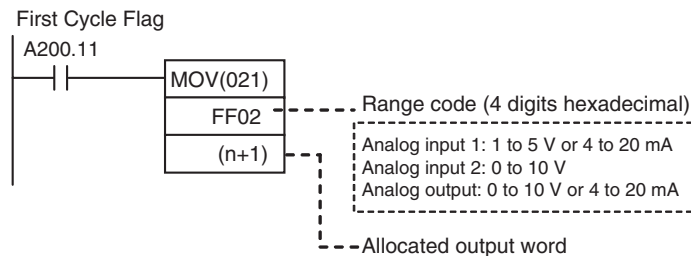 First Cycle Flag
A200.11
MOV(021)
FF02
Range code (4 digits hexadecimal)
(n+1)
Analog input 1: 1 to 5 V or 4 to 20 mA
Analog input 2: 0 to 10 V
Analog output: 0 to 10 V or 4 to 20 mA
Allocated output word